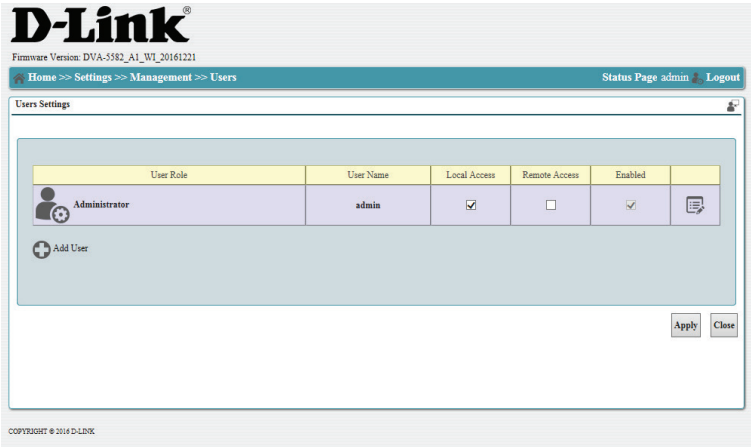 D-Link®
Firmware Version: DVA-5582_A1_WI_20161221
Home >> Settings >> Management >> Users Status Page admin Logout
Users Settings
User Role User Name Local Access Remote Access Enabled
Administrator admin
Add User
Apply Close
COPYRIGHT © 2016 D-LINK